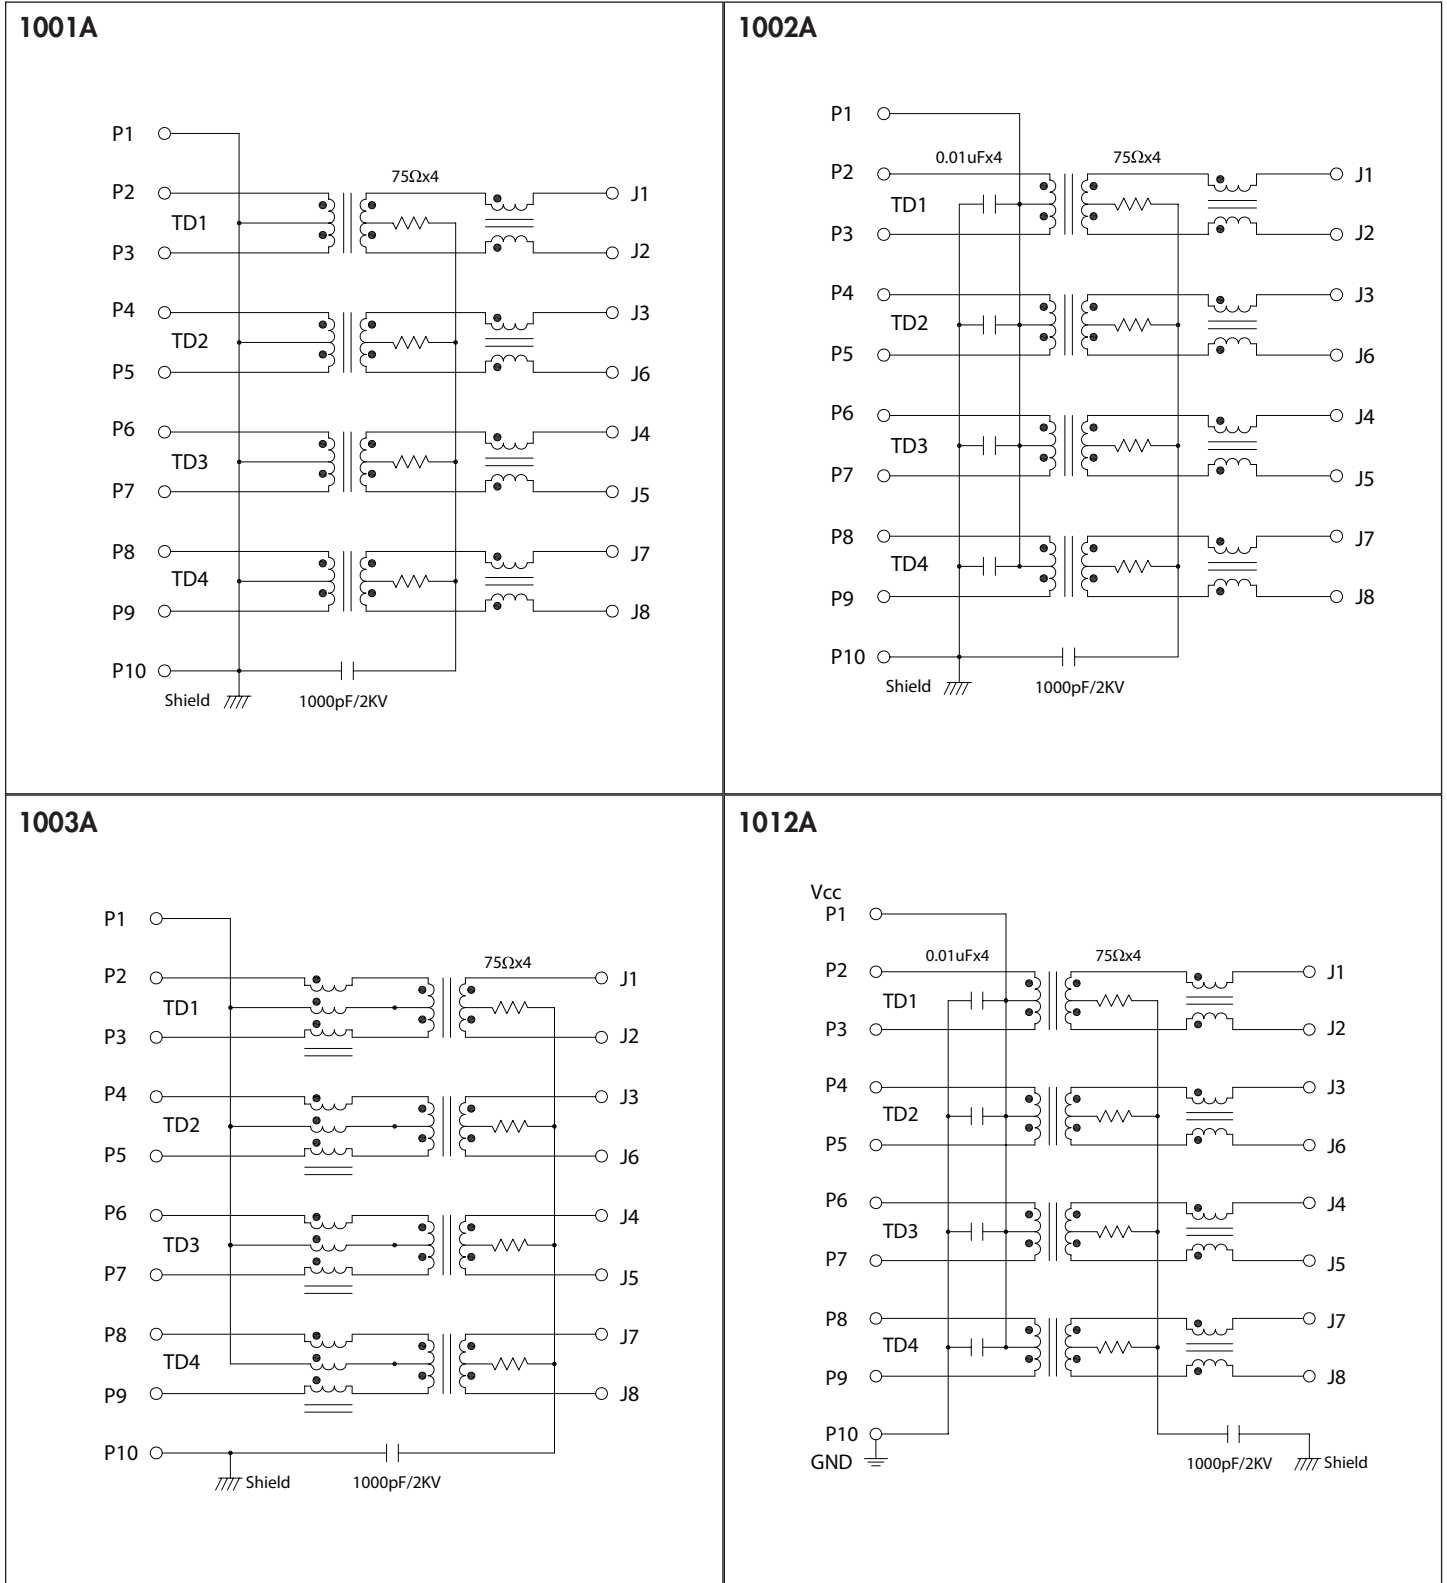 1001A
P1
75Ωx4
P2
J1
TD1
P3
J2
P4
J3
TD2
P5
J6
P6
J4
TD3
P7
J5
P8
J7
TD4
P9
J8
P10
Shield
1000pF/2KV
1002A
P1
0.01uFx4
75Ωx4
P2
J1
TD1
P3
J2
P4
J3
TD2
P5
J6
P6
J4
TD3
P7
J5
P8
J7
TD4
P9
J8
P10
Shield
1000pF/2KV
1003A
P1
75Ωx4
P2
J1
TD1
P3
J2
P4
J3
TD2
P5
J6
P6
J4
TD3
P7
J5
P8
J7
TD4
P9
J8
P10
Shield
1000pF/2KV
1012A
Vcc
P1
0.01uFx4
75Ωx4
P2
J1
TD1
P3
J2
P4
J3
TD2
P5
J6
P6
J4
TD3
P7
J5
P8
J7
TD4
P9
J8
P10
GND
1000pF/2KV
Shield